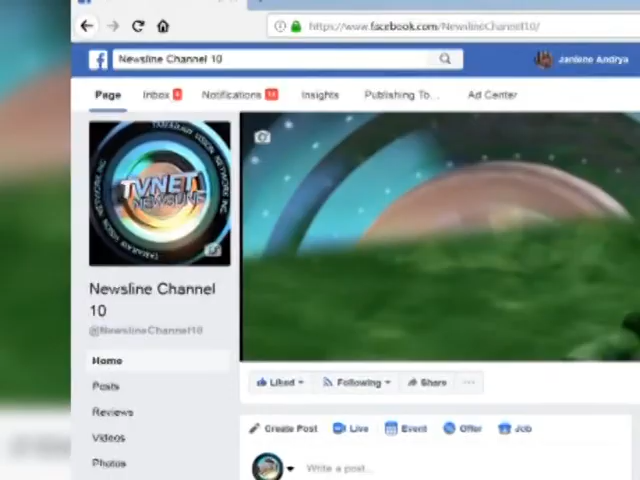 https://www.facebook.com/NewslineChannel10/
Newsline Channel 10
Janlene Andrya
Page
Inbox 8
Notifications 14
Insights
Publishing To...
Ad Center
TVNET
NEWSLINE
Newsline Channel
10
@NewslineChannel10
Home
Posts
Reviews
Videos
Photos
Liked
Following
Share
...
Create Post
Live
Event
Offer
Job
Write a post...